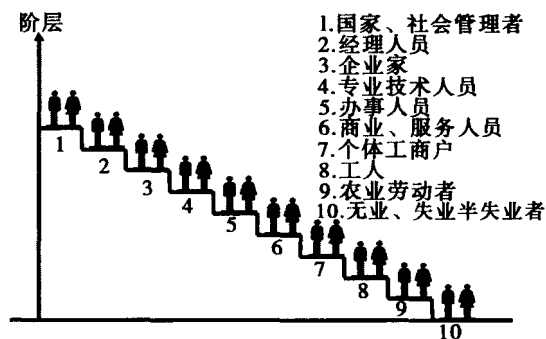 阶层
1.国家、社会管理者
2.经理人员
3.企业家
4.专业技术人员
5.办事人员
6.商业、服务人员
7.个体工商户
8.工人
9.农业劳动者
10.无业、失业半失业者
1
2
3
4
5
6
7
8
9
10